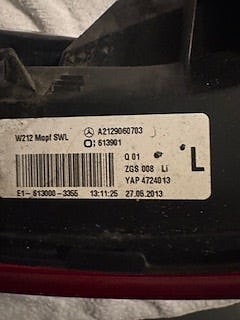 W212 Mopf SWL A2129060703
O: 613901
Q 01
ZGS 008 Li L
YAP 4724013
E1-613000-3355 13:11:25 27.05.2013